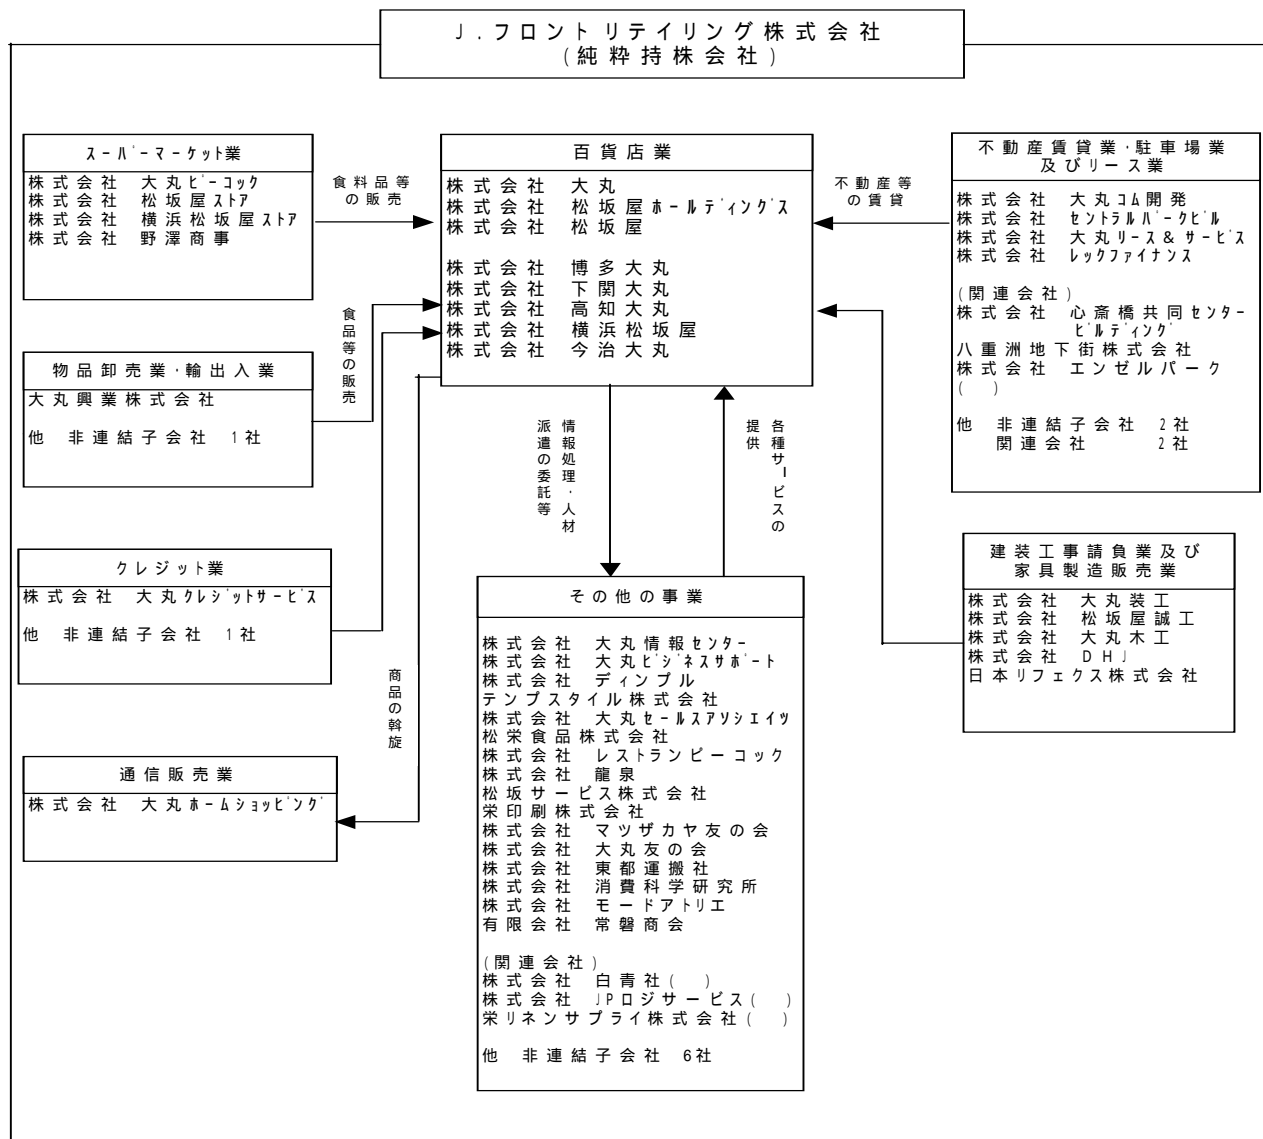 J.フロント リテイリング株式会社
(純粋持株会社)
スーパーマーケット業
株式会社 大丸ピーコック
株式会社 松坂屋ストア
株式会社 横浜松坂屋ストア
株式会社 野澤商事
食料品等
の販売
百貨店業
株式会社 大丸
株式会社 松坂屋ホールディングス
株式会社 松坂屋
株式会社 博多大丸
株式会社 下関大丸
株式会社 高知大丸
株式会社 横浜松坂屋
株式会社 今治大丸
不動産等
の賃貸
不動産賃貸業・駐車場業
及びリース業
株式会社 大丸コム開発
株式会社 セントラルパークビル
株式会社 大丸リース&サービス
株式会社 レックファイナンス
(関連会社)
株式会社 心斎橋共同センター
ビルディング
八重洲地下街株式会社
株式会社 エンゼルパーク
( )
他 非連結子会社 2社
関連会社 2社
食品等の販売
物品卸売業・輸出入業
大丸興業株式会社
他 非連結子会社 1社
情報処理・人材
派遣の委託等
各種サービスの
提供
クレジット業
株式会社 大丸クレジットサービス
他 非連結子会社 1社
商品の斡旋
通信販売業
株式会社 大丸ホームショッピング
その他の事業
株式会社 大丸情報センター
株式会社 大丸ビジネスサポート
株式会社 ディンプル
テンプスタイル株式会社
株式会社 大丸セールスアソシエイツ
松栄食品株式会社
株式会社 レストランピーコック
株式会社 龍泉
松坂サービス株式会社
栄印刷株式会社
株式会社 マツザカヤ友の会
株式会社 大丸友の会
株式会社 東都運搬社
株式会社 消費科学研究所
株式会社 モードアトリエ
有限会社 常磐商会
(関連会社)
株式会社 白青社( )
株式会社 JPロジサービス( )
栄リネンサプライ株式会社( )
他 非連結子会社 6社
建装工事請負業及び
家具製造販売業
株式会社 大丸装工
株式会社 松坂屋誠工
株式会社 大丸木工
株式会社 DHJ
日本リフェクス株式会社